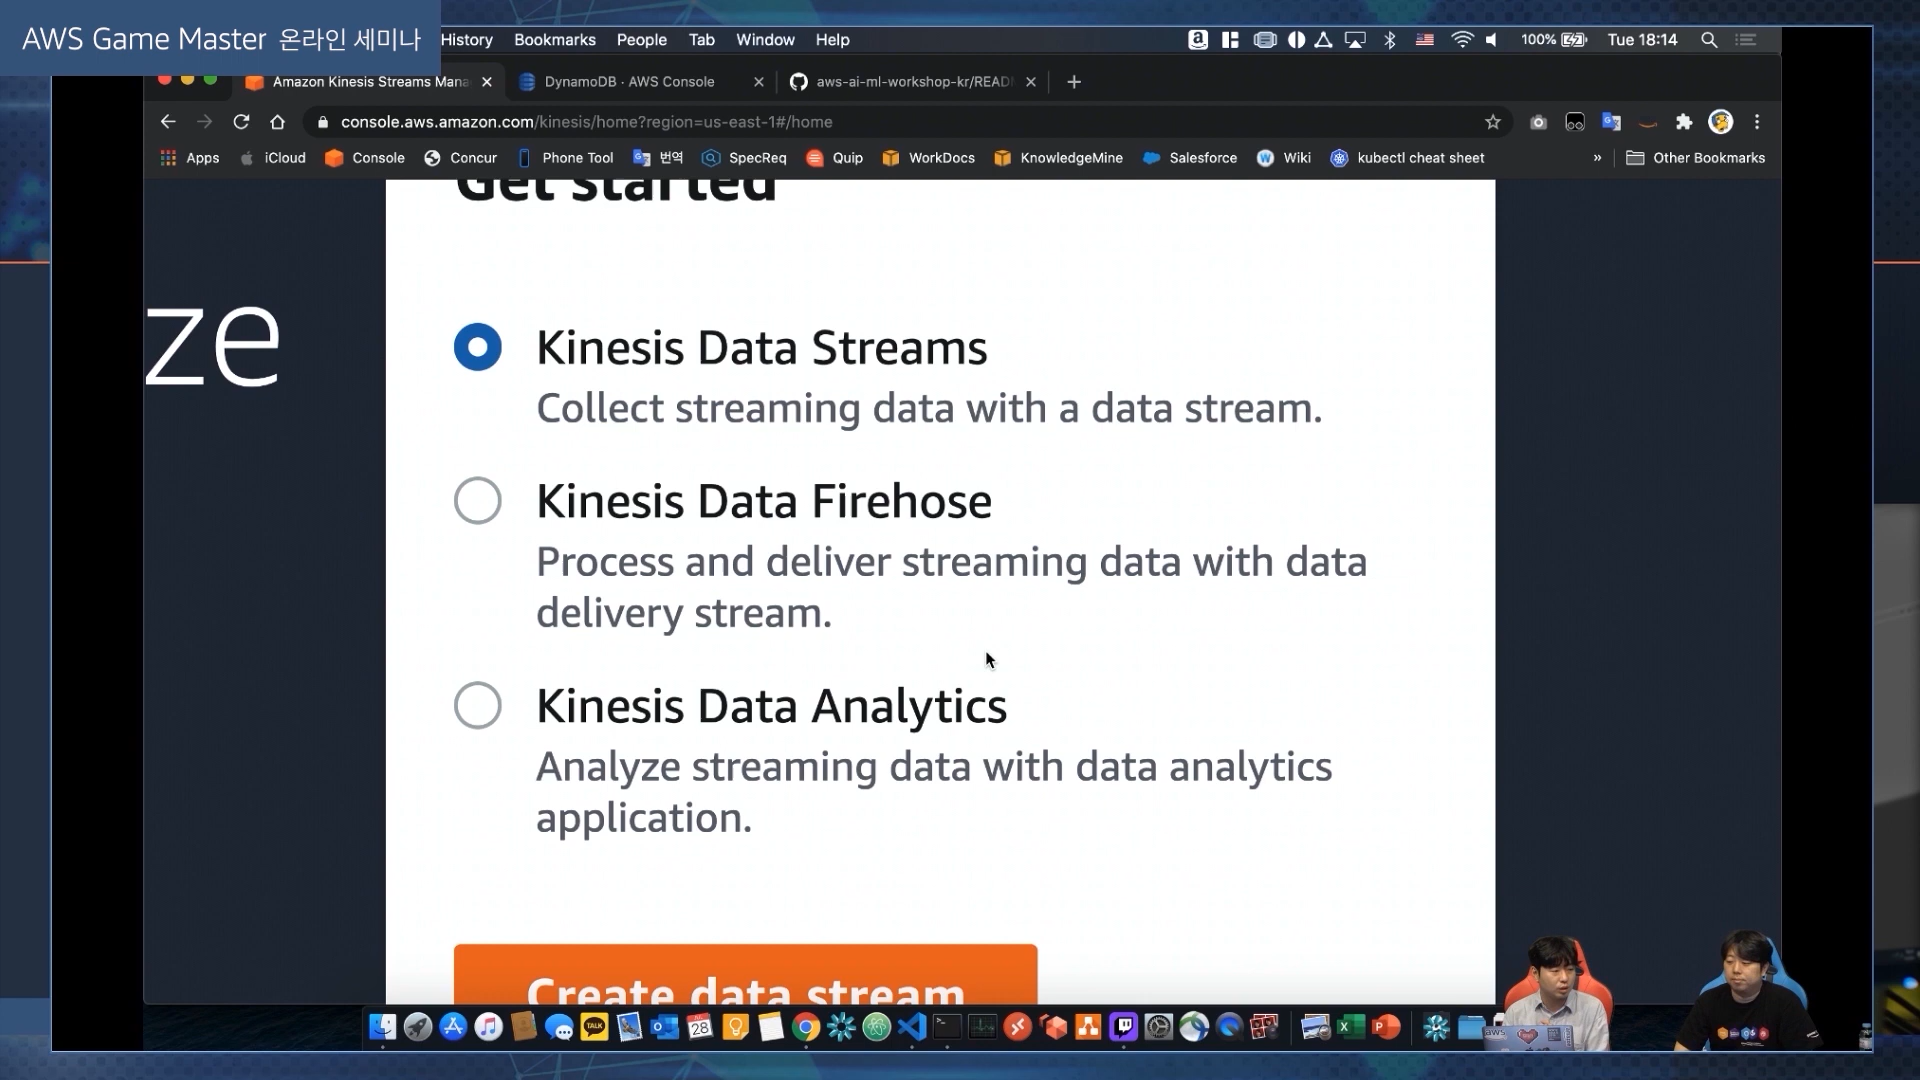 AWS Game Master 온라인 세미나
History Bookmarks People Tab Window Help
100% Tue 18:14
Amazon Kinesis Streams Mana
DynamoDB · AWS Console
aws-ai-ml-workshop-kr/READ
console.aws.amazon.com/kinesis/home?region=us-east-1#/home
Apps iCloud Console Concur Phone Tool 번역 SpecReq Quip WorkDocs KnowledgeMine Salesforce Wiki kubectl cheat sheet » Other Bookmarks
Get started
ze
Kinesis Data Streams
Collect streaming data with a data stream.
Kinesis Data Firehose
Process and deliver streaming data with data
delivery stream.
Kinesis Data Analytics
Analyze streaming data with data analytics
application.
Create data stream
TALK
28
aws